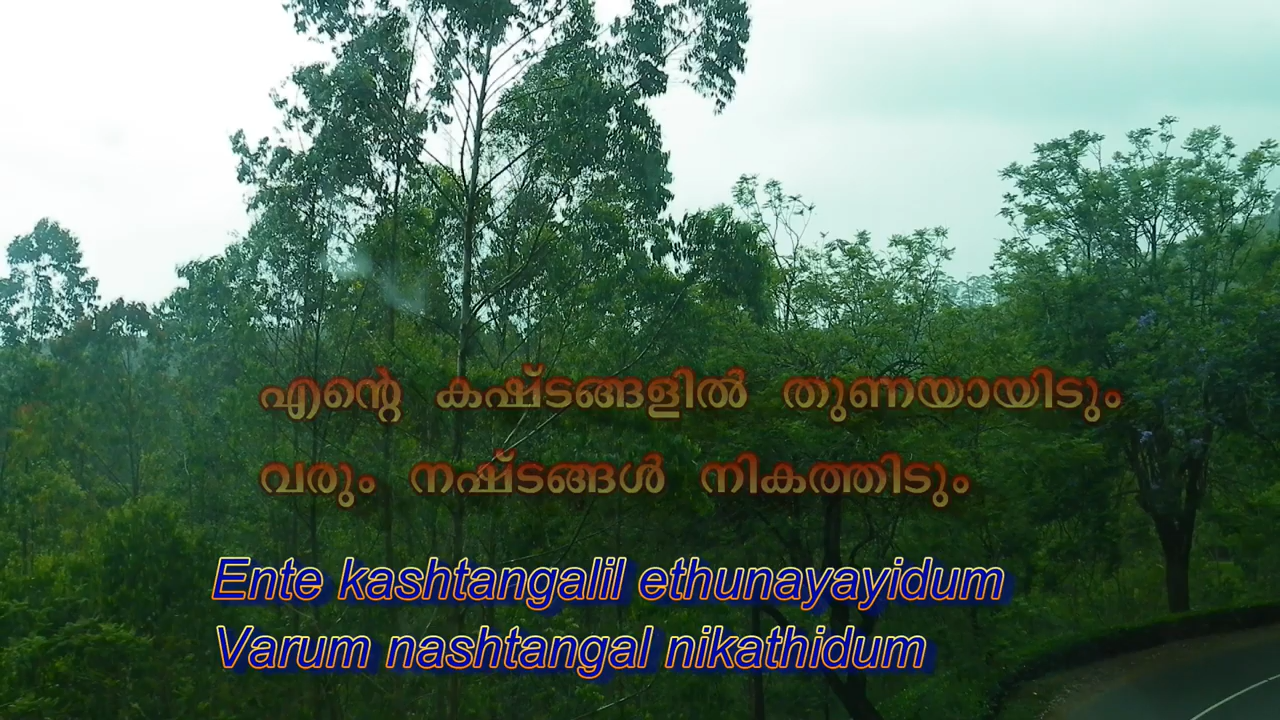 എന്റെ കഷ്ടങ്ങളിൽ തുണയായിടും
വരും നഷ്ടങ്ങൾ നികത്തിടും
Ente kashtangalil ethunayayidum
Varum nashtangal nikathidum